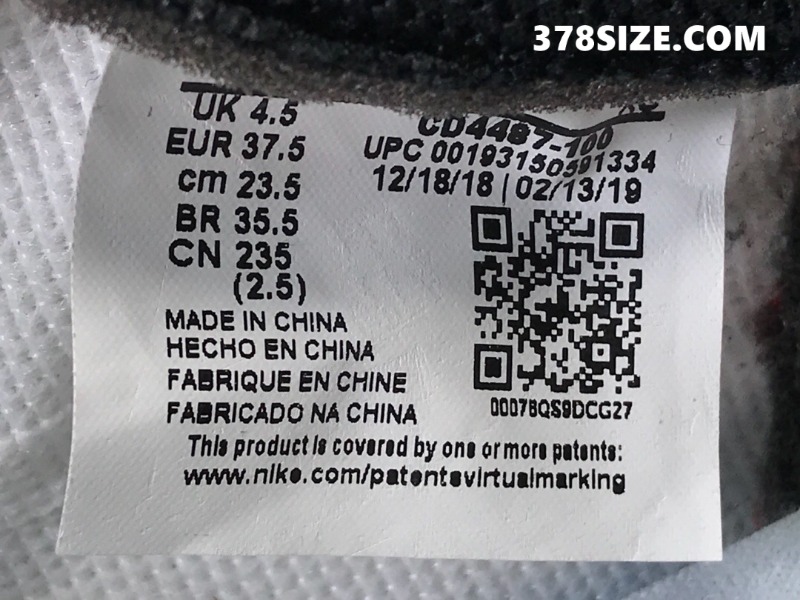 378SIZE.COM
UK 4.5
EUR 37.5
cm 23.5
BR 35.5
CN 235
(2.5)
CD4487-100
UPC 00193150591334
12/18/18 | 02/13/19
0007BQS9DCG27
MADE IN CHINA
HECHO EN CHINA
FABRIQUE EN CHINE
FABRICADO NA CHINA
This product is covered by one or more patents:
www.nike.com/patentsvirtualmarking